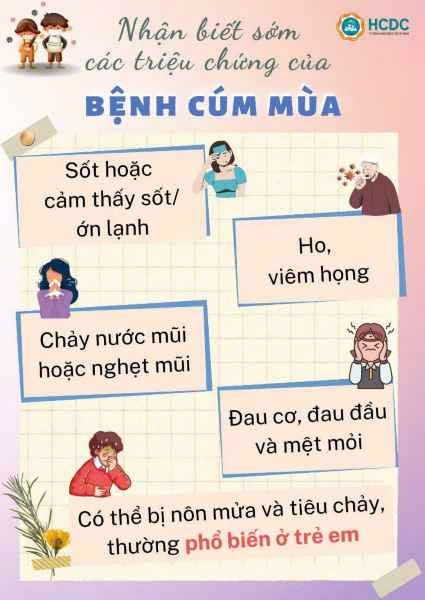 Nhận biết sớm
các triệu chứng của
BỆNH CÚM MÙA
HCDC
Sốt hoặc
cảm thấy sốt/
ớn lạnh
Ho,
viêm họng
Chảy nước mũi
hoặc nghẹt mũi
Đau cơ, đau đầu
và mệt mỏi
Có thể bị nôn mửa và tiêu chảy,
thường phổ biến ở trẻ em